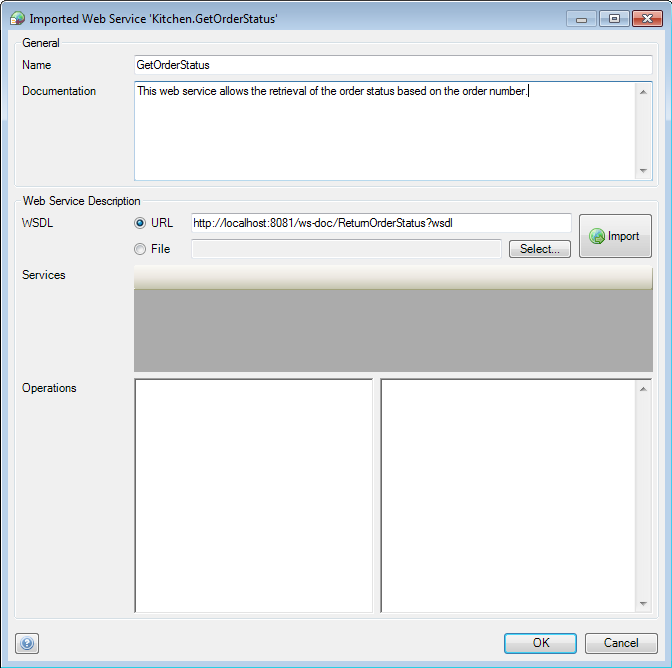 Imported Web Service 'Kitchen.GetOrderStatus'
General
Name GetOrderStatus
Documentation This web service allows the retrieval of the order status based on the order number.
Web Service Description
WSDL URL http://localhost:8081/ws-doc/ReturnOrderStatus?wsdl
Import
File Select...
Services
Operations
? OK Cancel